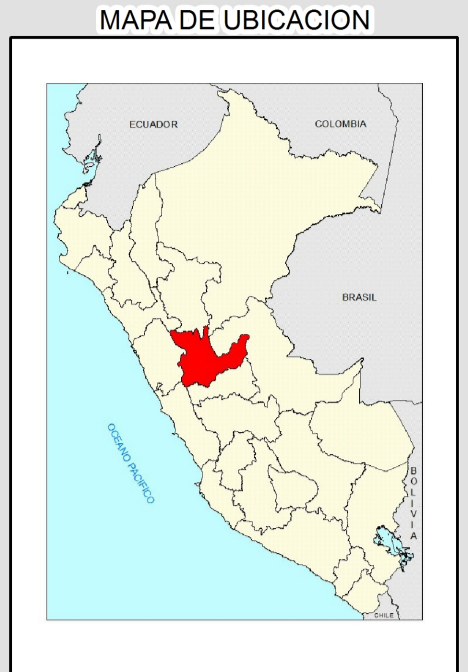 MAPA DE UBICACION
ECUADOR
COLOMBIA
BRASIL
OCEANO PACIFICO
BOLIVIA
CHILE